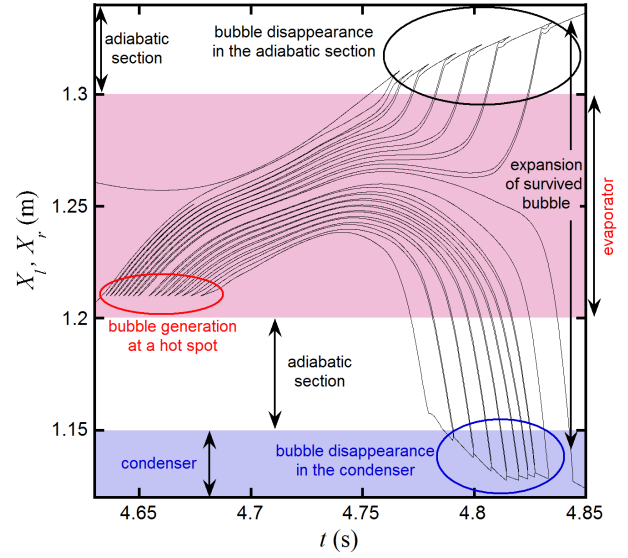 adiabatic
section
bubble disappearance
in the adiabatic section
1.3
expansion
of survived
bubble
evaporator
X_l, X_r (m)
1.25
1.2
bubble generation
at a hot spot
adiabatic
section
1.15
condenser
bubble disappearance
in the condenser
4.65 4.7 4.75 4.8 4.85
t (s)